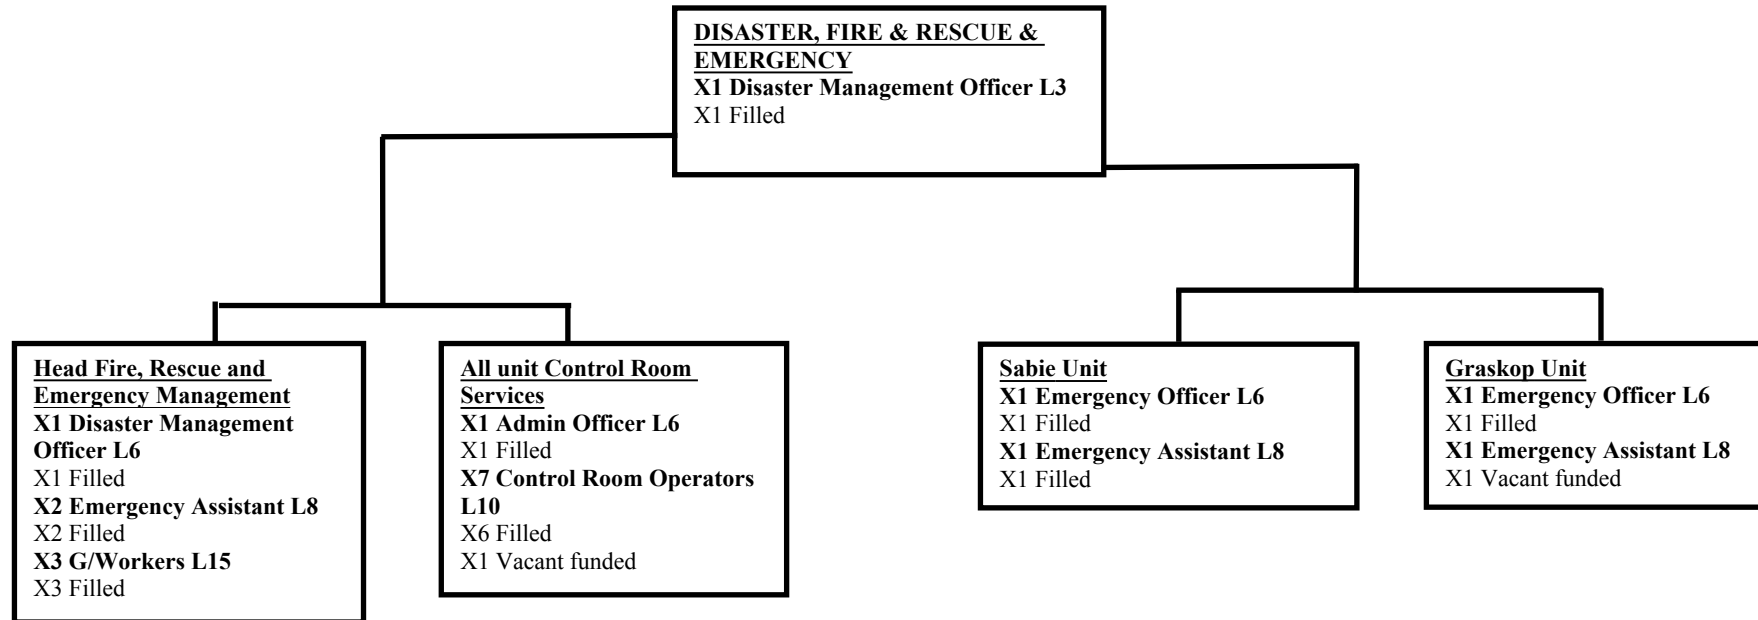 DISASTER, FIRE & RESCUE &
EMERGENCY
X1 Disaster Management Officer L3
X1 Filled
Head Fire, Rescue and
Emergency Management
X1 Disaster Management
Officer L6
X1 Filled
X2 Emergency Assistant L8
X2 Filled
X3 G/Workers L15
X3 Filled
All unit Control Room
Services
X1 Admin Officer L6
X1 Filled
X7 Control Room Operators
L10
X6 Filled
X1 Vacant funded
Sabie Unit
X1 Emergency Officer L6
X1 Filled
X1 Emergency Assistant L8
X1 Filled
Graskop Unit
X1 Emergency Officer L6
X1 Filled
X1 Emergency Assistant L8
X1 Vacant funded